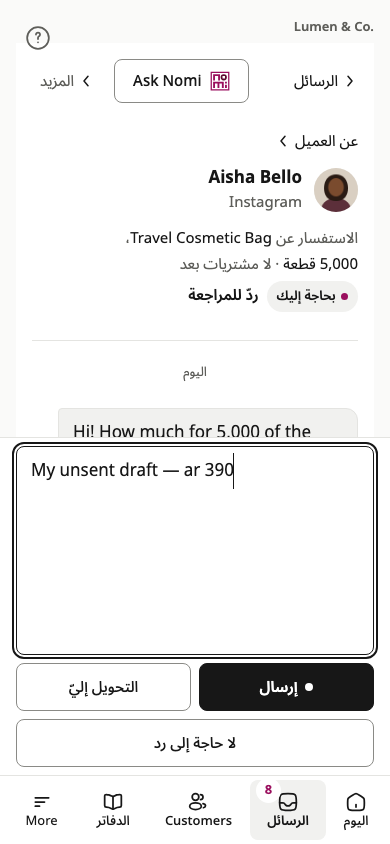 Lumen & Co.
?
الرسائل
Ask Nomi
nomi
المزيد
عن العميل
Aisha Bello
Instagram
الاستفسار عن Travel Cosmetic Bag،
5,000 قطعة · لا مشتريات بعد
بحاجة إليك
ردّ للمراجعة
اليوم
Hi! How much for 5,000 of the
My unsent draft — ar 390
إرسال
التحويل إليّ
لا حاجة إلى رد
اليوم
8
الرسائل
Customers
الدفاتر
More